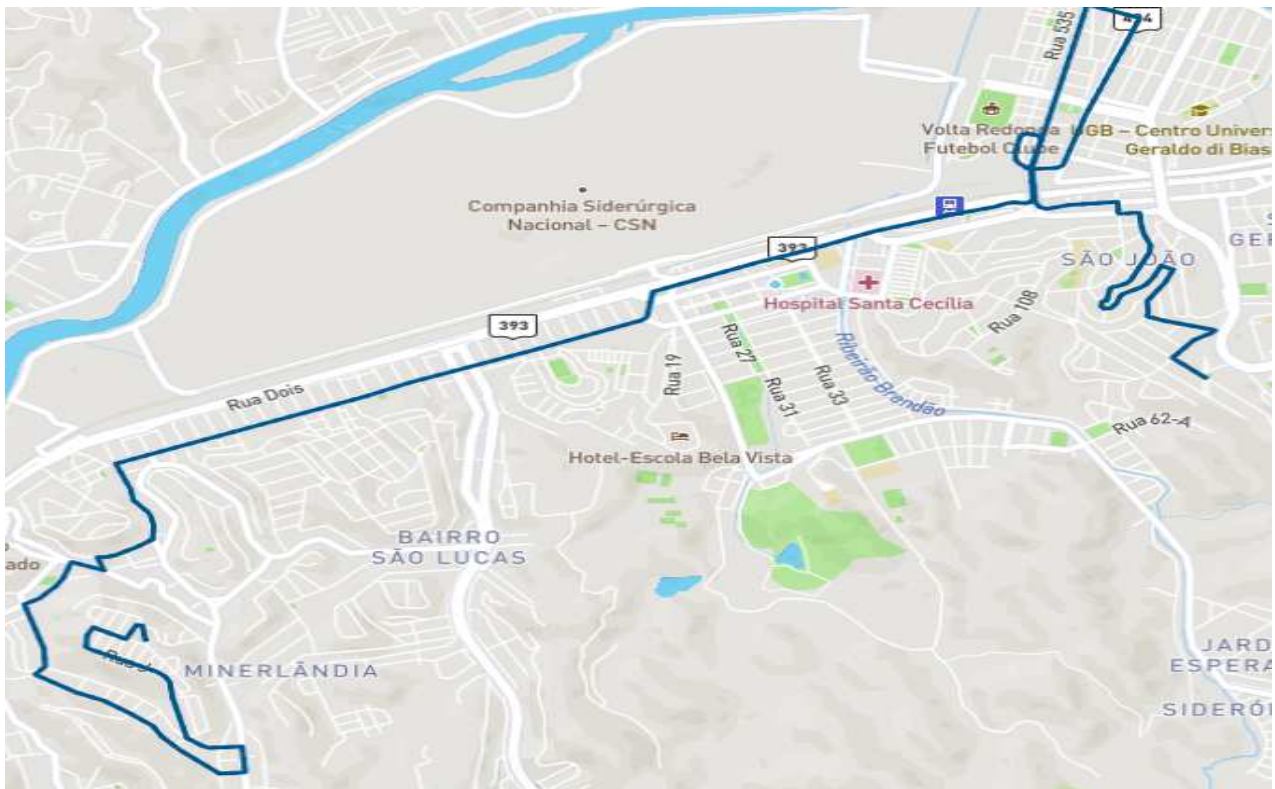 Rua 535
Volta Redonda
Futebol Clube
UGB – Centro Univer
Geraldo di Bias
Companhia Siderúrgica
Nacional – CSN
393
SÃO JOÃO
GE
Hospital Santa Cecília
393
Rua 108
Rua 27
Ribeirão Brandão
Rua 19
Rua Dois
Rua 31
Rua 33
Rua 62-A
Hotel-Escola Bela Vista
BAIRRO
SÃO LUCAS
ado
MINERLÂNDIA
JARD
ESPERA
SIDERÓ